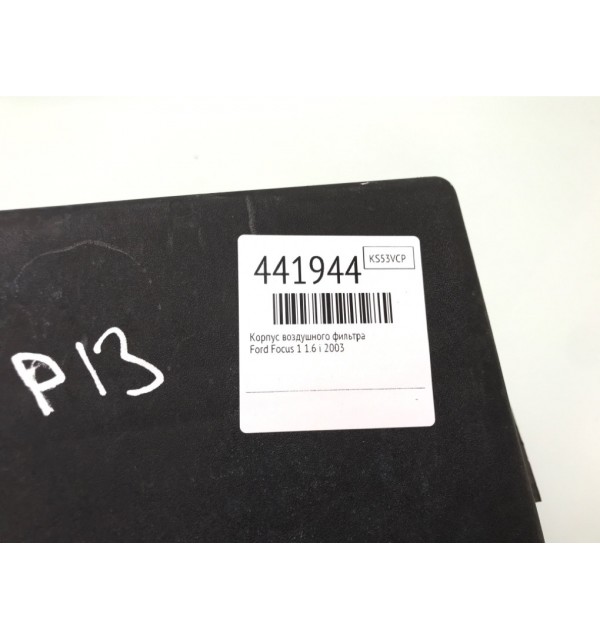 441944
KS53VCP
Корпус воздушного фильтра
Ford Focus 1 1.6 i 2003
P13